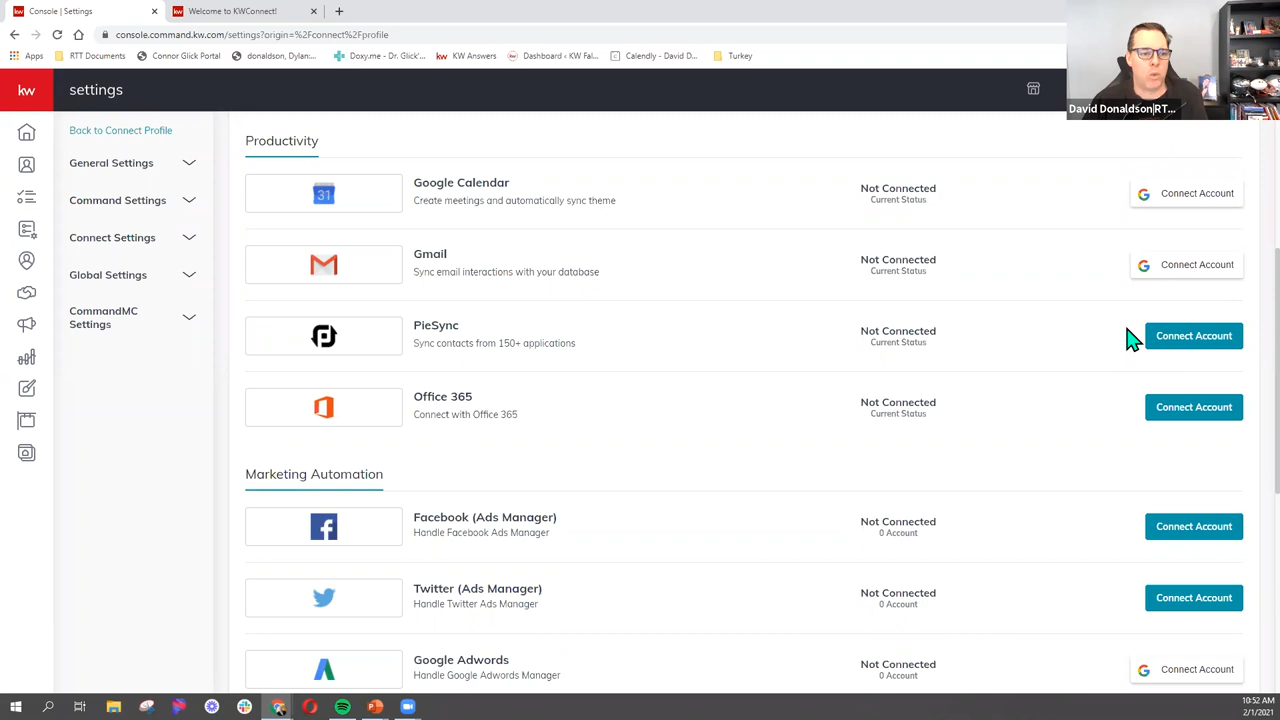 Console | Settings
Welcome to KWConnect!
console.command.kw.com/settings?origin=%2Fconnect%2Fprofile
Apps
RTT Documents
Connor Glick Portal
donaldson, Dylan:...
Doxy.me - Dr. Glick'...
KW Answers
Dashboard -- KW Fal...
Calendly - David D...
Turkey
kw
settings
David Donaldson|RT...
Back to Connect Profile
General Settings
Command Settings
Connect Settings
Global Settings
CommandMC
Settings
Productivity
31
Google Calendar
Create meetings and automatically sync theme
Not Connected
Current Status
Connect Account
Gmail
Sync email interactions with your database
Not Connected
Current Status
Connect Account
PieSync
Sync contacts from 150+ applications
Not Connected
Current Status
Connect Account
Office 365
Connect with Office 365
Not Connected
Current Status
Connect Account
Marketing Automation
Facebook (Ads Manager)
Handle Facebook Ads Manager
Not Connected
0 Account
Connect Account
Twitter (Ads Manager)
Handle Twitter Ads Manager
Not Connected
0 Account
Connect Account
Google Adwords
Handle Google Adwords Manager
Not Connected
0 Account
Connect Account
10:52 AM
2/1/2021